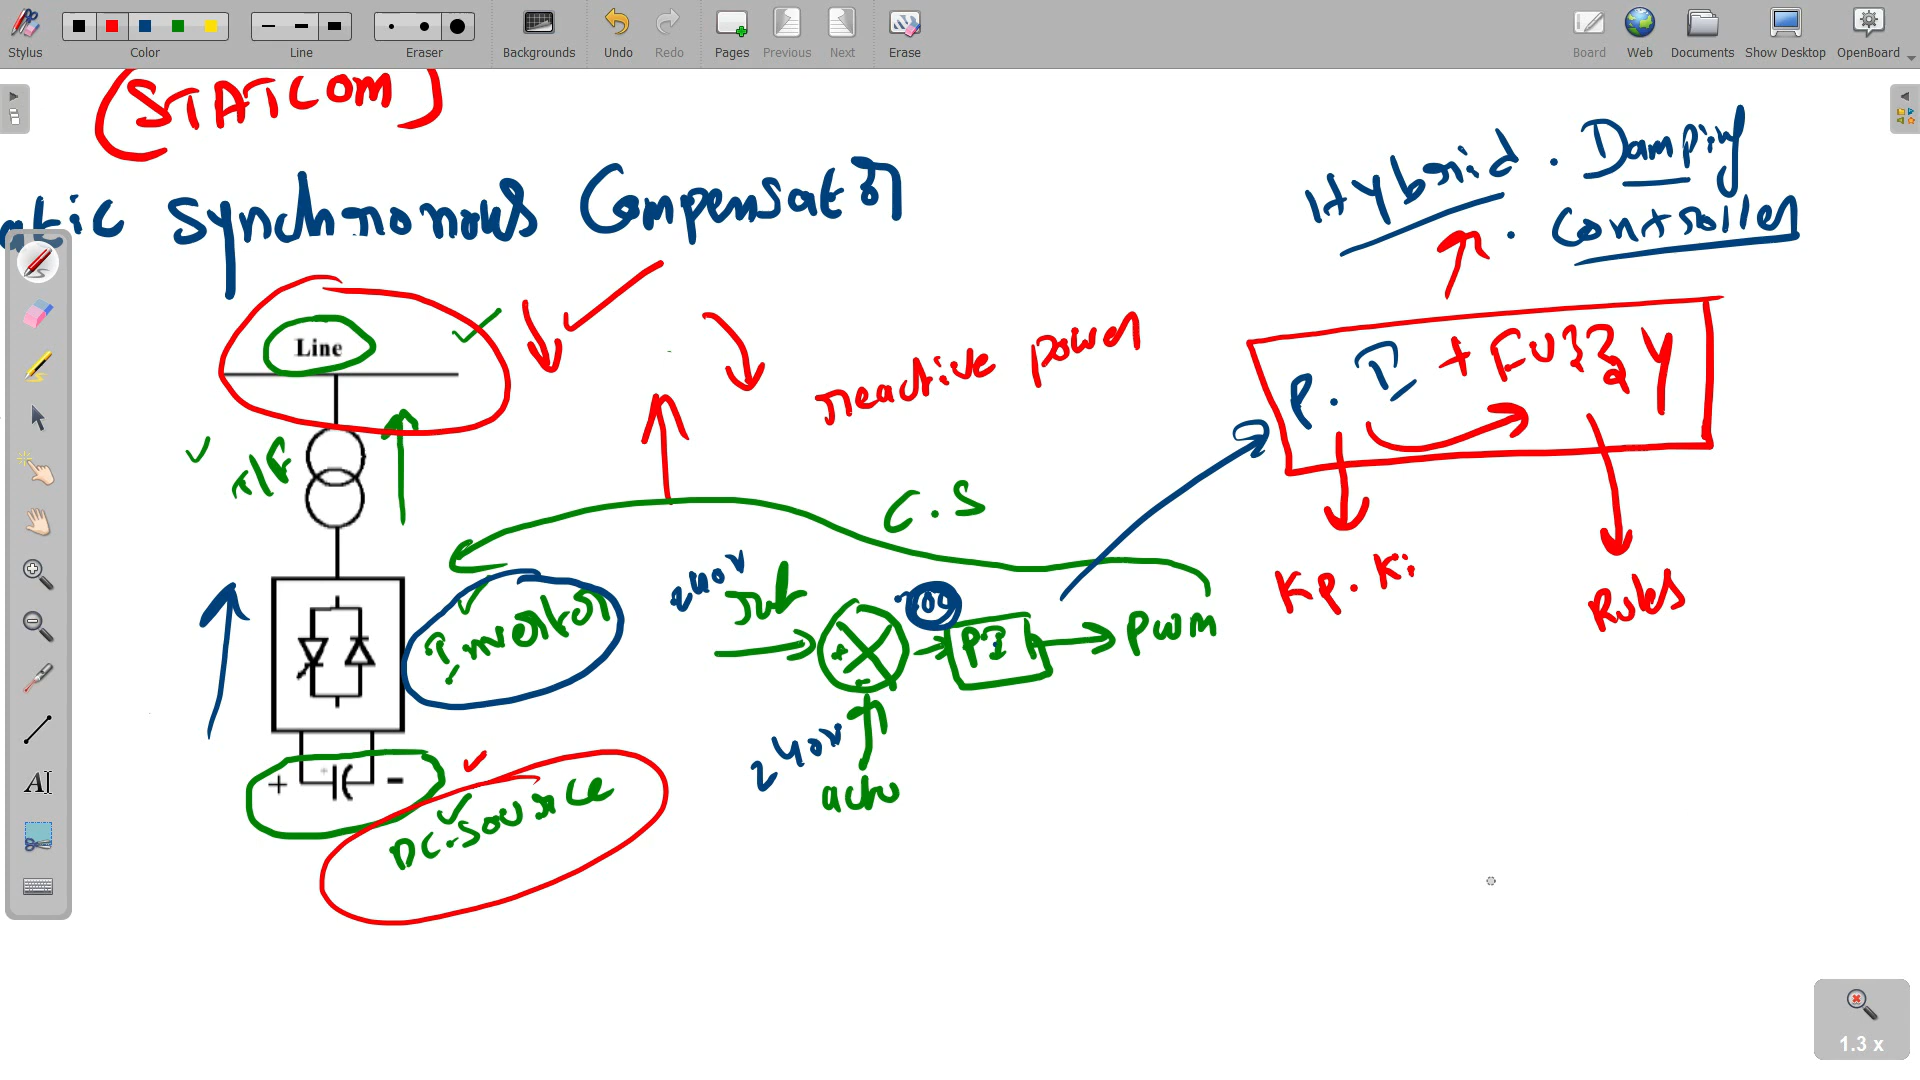 Stylus
Color
Line
Eraser
Backgrounds
Undo
Redo
Pages
Previous
Next
Erase
Board
Web
Documents
Show Desktop
OpenBoard
(STATCOM)
atic Synchronous Compensator
Hybrid . Damping
. Controller
Line
reactive power
P. I + FUZZY
T/F
C.S
240V
Inverter
PI
PWM
Kp. Ki
Rules
240V
+
-
DC-Source
1.3 x